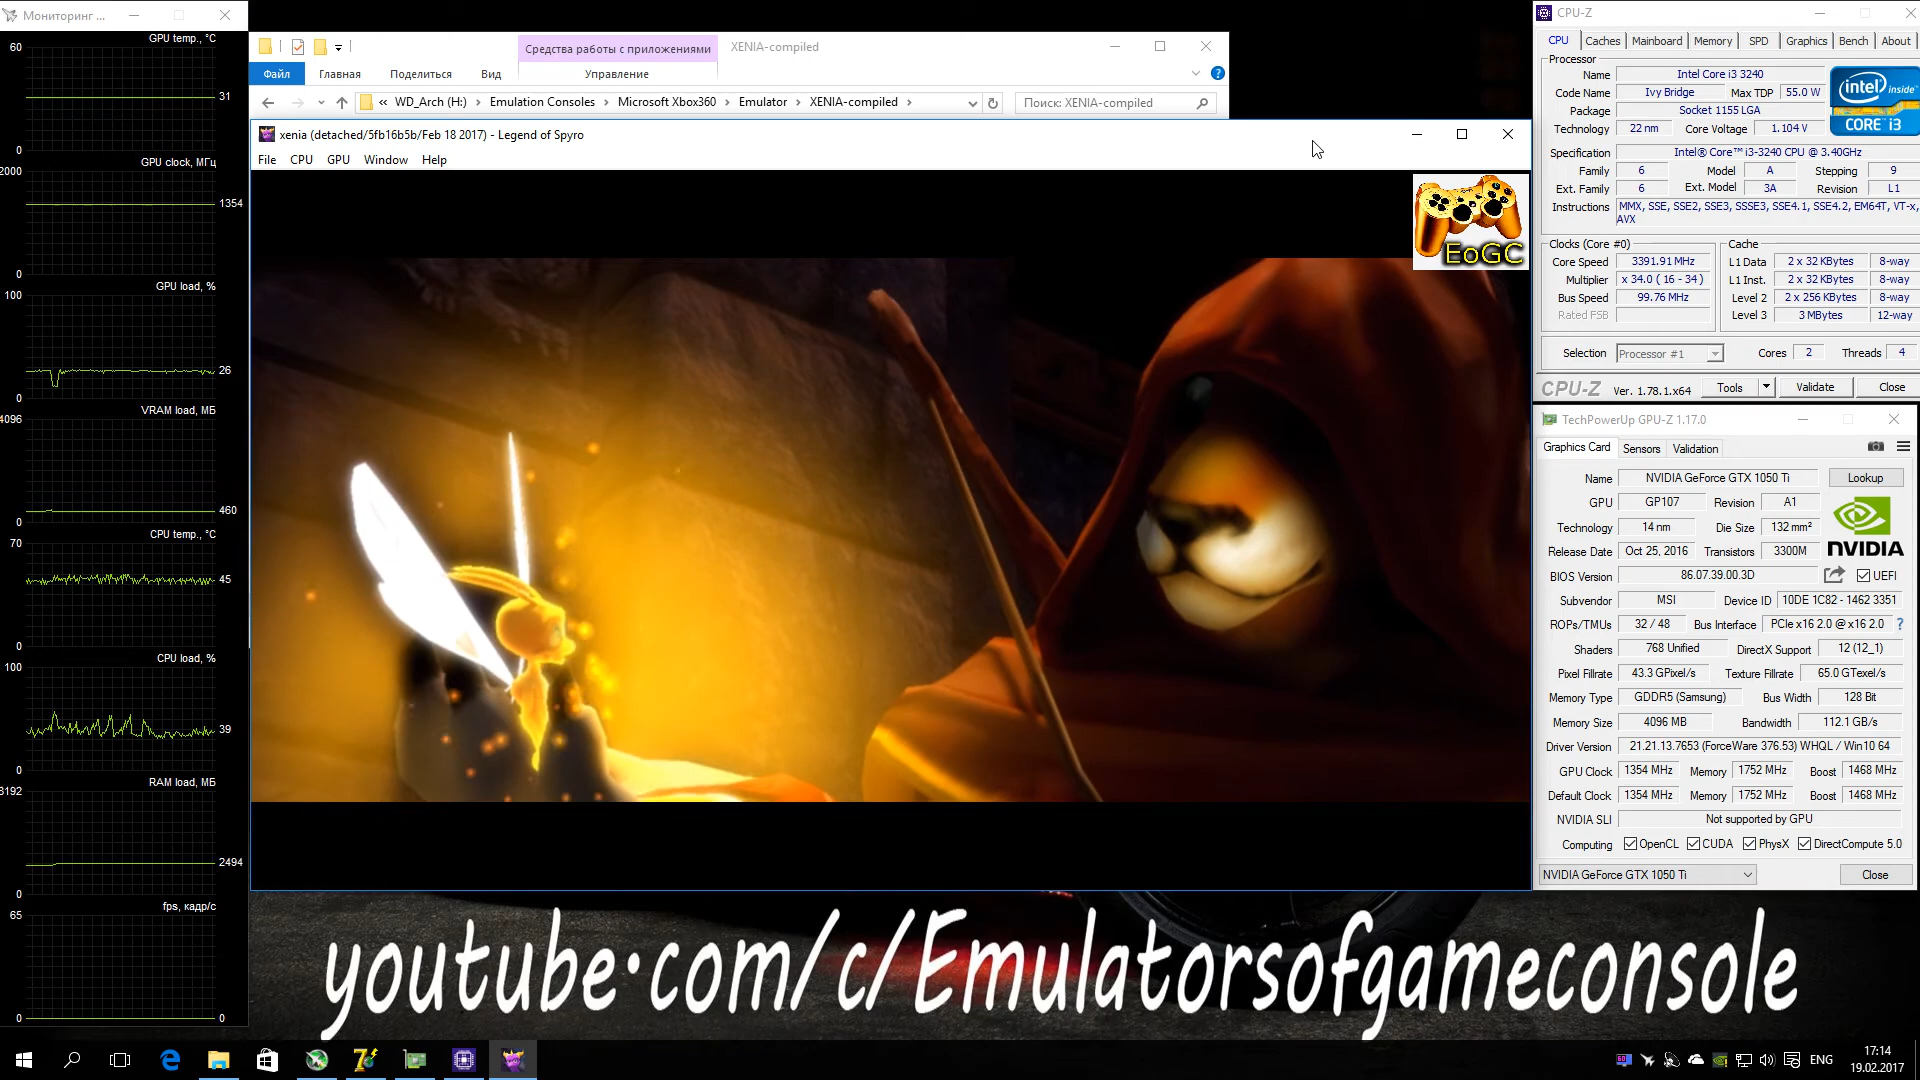 Мониторинг ...
GPU temp., °C
60
31
0
GPU clock, МГц
2000
1354
0
GPU load, %
100
26
0
VRAM load, МБ
4096
460
0
CPU temp., °C
70
45
0
CPU load, %
100
39
0
RAM load, МБ
2494
0
fps, кадр/с
65
0
0
Средства работы с приложениями
XENIA-compiled
Файл
Главная
Поделиться
Вид
Управление
« WD_Arch (H:) > Emulation Consoles > Microsoft Xbox360 > Emulator > XENIA-compiled >
Поиск: XENIA-compiled
xenia (detached/5fb16b5b/Feb 18 2017) - Legend of Spyro
File CPU GPU Window Help
EoGC
CPU-Z
CPU Caches Mainboard Memory SPD Graphics Bench About
Processor
Name Intel Core i3 3240
Code Name Ivy Bridge Max TDP 55.0 W
Package Socket 1155 LGA
Technology 22 nm Core Voltage 1.104 V
intel inside™
CORE i3
Specification Intel® Core™ i3-3240 CPU @ 3.40GHz
Family 6 Model A Stepping 9
Ext. Family 6 Ext. Model 3A Revision L1
Instructions MMX, SSE, SSE2, SSE3, SSSE3, SSE4.1, SSE4.2, EM64T, VT-x,
AVX
Clocks (Core #0)
Core Speed 3391.91 MHz
Multiplier x 34.0 ( 16 - 34 )
Bus Speed 99.76 MHz
Rated FSB
Cache
L1 Data 2 x 32 KBytes 8-way
L1 Inst. 2 x 32 KBytes 8-way
Level 2 2 x 256 KBytes 8-way
Level 3 3 MBytes 12-way
Selection Processor #1 Cores 2 Threads 4
CPU-Z Ver. 1.78.1.x64 Tools Validate Close
TechPowerUp GPU-Z 1.17.0
Graphics Card Sensors Validation
Name NVIDIA GeForce GTX 1050 Ti Lookup
GPU GP107 Revision A1
Technology 14 nm Die Size 132 mm²
Release Date Oct 25, 2016 Transistors 3300M
NVIDIA
BIOS Version 86.07.39.00.3D UEFI
Subvendor MSI Device ID 10DE 1C82 - 1462 3351
ROPs/TMUs 32 / 48 Bus Interface PCIe x16 2.0 @ x16 2.0 ?
Shaders 768 Unified DirectX Support 12 (12_1)
Pixel Fillrate 43.3 GPixel/s Texture Fillrate 65.0 GTexel/s
Memory Type GDDR5 (Samsung) Bus Width 128 Bit
Memory Size 4096 MB Bandwidth 112.1 GB/s
Driver Version 21.21.13.7653 (ForceWare 376.53) WHQL / Win10 64
GPU Clock 1354 MHz Memory 1752 MHz Boost 1468 MHz
Default Clock 1354 MHz Memory 1752 MHz Boost 1468 MHz
NVIDIA SLI Not supported by GPU
Computing OpenCL CUDA PhysX DirectCompute 5.0
NVIDIA GeForce GTX 1050 Ti Close
youtube.com/c/Emulatorsofgameconsole
ENG
17:14
19.02.2017